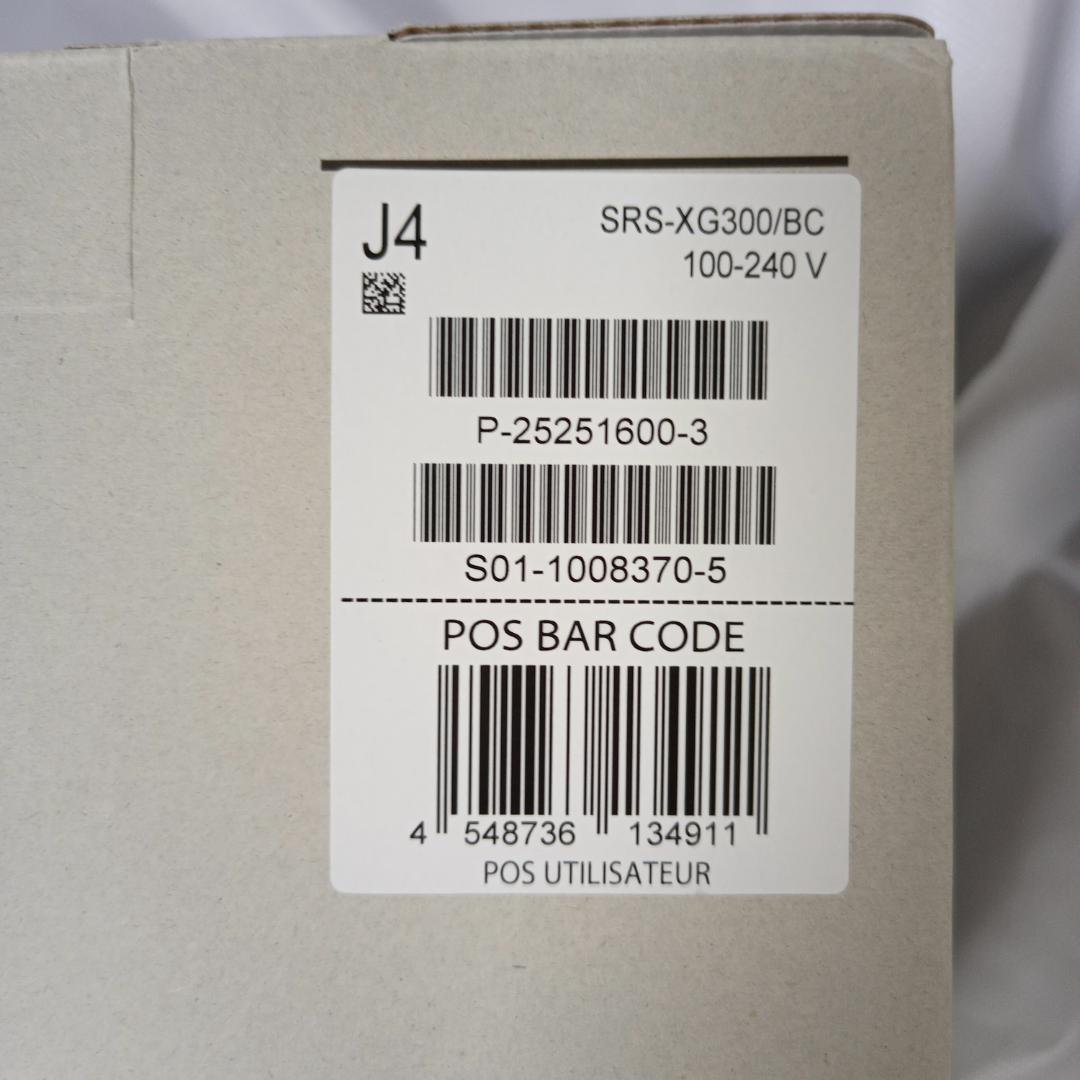 J4
SRS-XG300/BC
100-240 V
P-25251600-3
S01-1008370-5
POS BAR CODE
4 548736 134911
POS UTILISATEUR